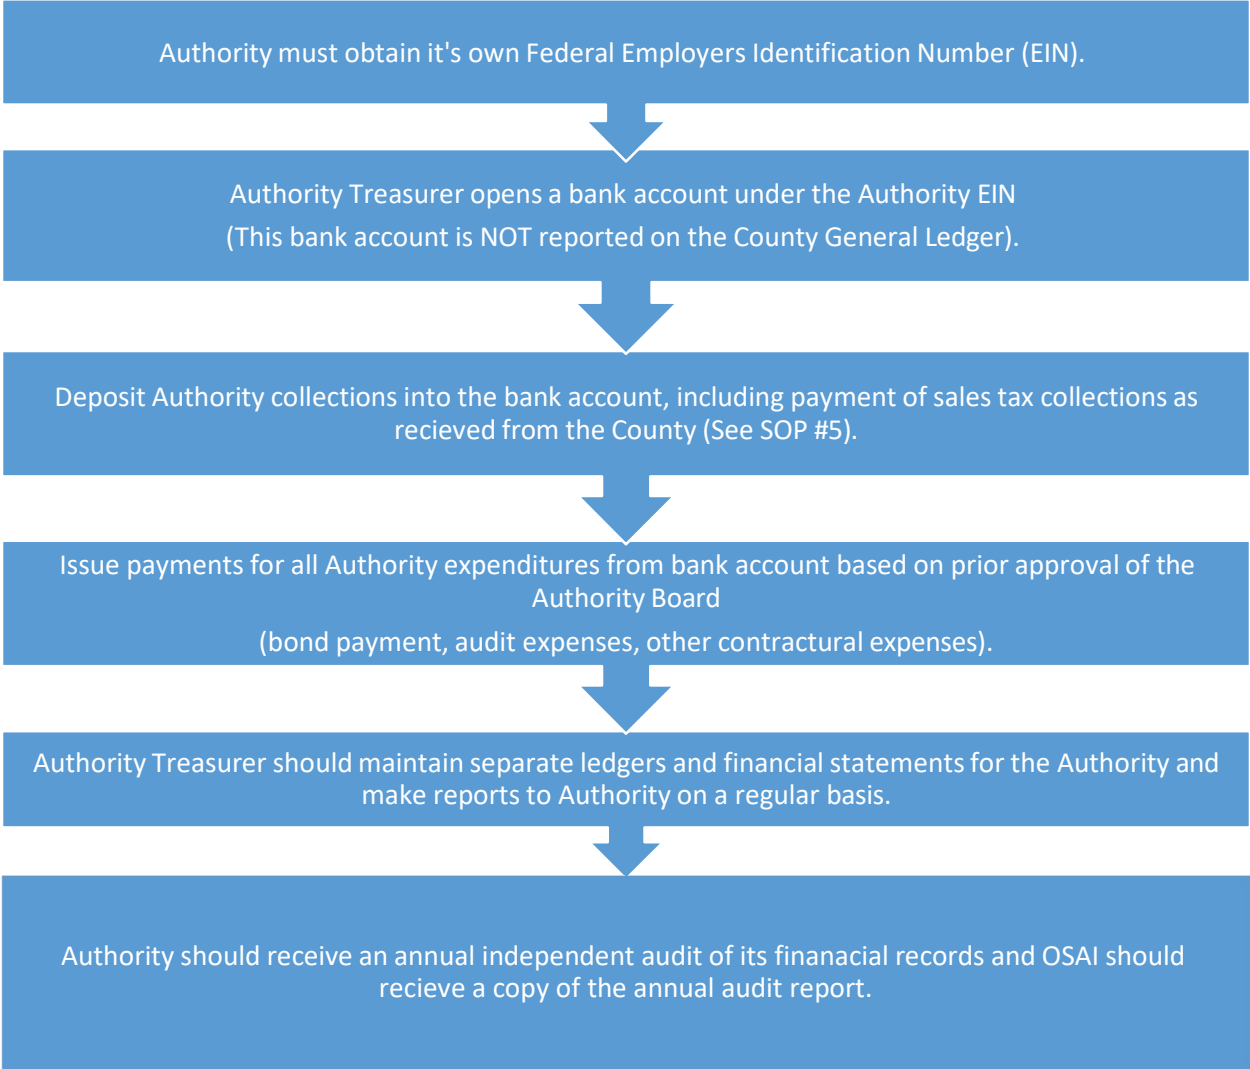 Authority must obtain it's own Federal Employers Identification Number (EIN).
Authority Treasurer opens a bank account under the Authority EIN
(This bank account is NOT reported on the County General Ledger).
Deposit Authority collections into the bank account, including payment of sales tax collections as
recieved from the County (See SOP #5).
Issue payments for all Authority expenditures from bank account based on prior approval of the
Authority Board
(bond payment, audit expenses, other contractural expenses).
Authority Treasurer should maintain separate ledgers and financial statements for the Authority and
make reports to Authority on a regular basis.
Authority should receive an annual independent audit of its finanacial records and OSAI should
recieve a copy of the annual audit report.